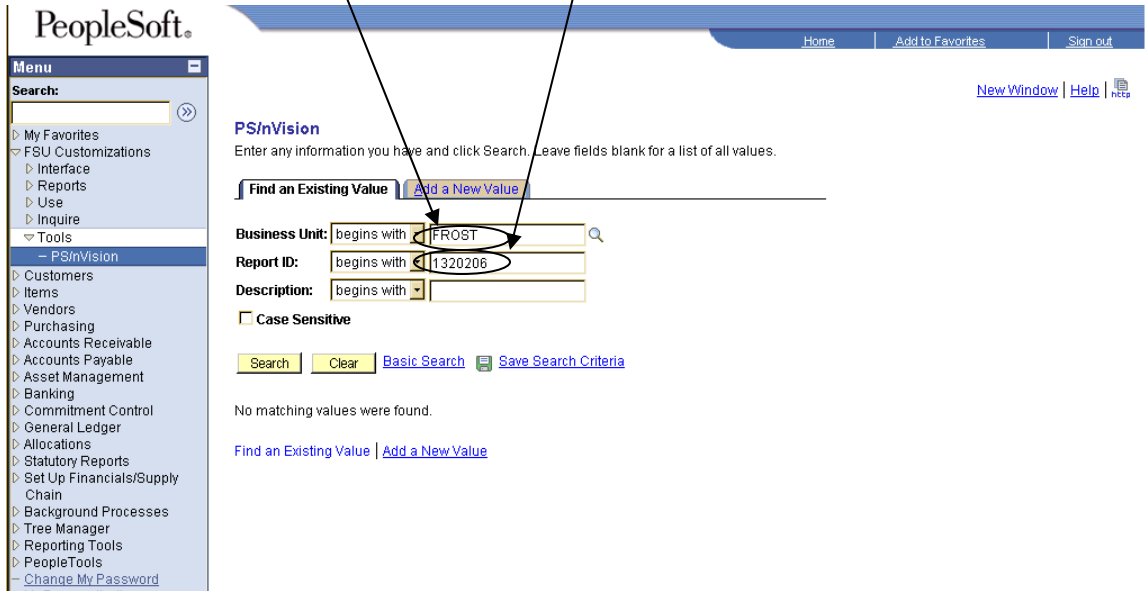 PeopleSoft®
Home Add to Favorites Sign out
Menu
Search:
New Window | Help | http
My Favorites
FSU Customizations
Interface
Reports
Use
Inquire
Tools
– PS/nVision
Customers
Items
Vendors
Purchasing
Accounts Receivable
Accounts Payable
Asset Management
Banking
Commitment Control
General Ledger
Allocations
Statutory Reports
Set Up Financials/Supply
Chain
Background Processes
Tree Manager
Reporting Tools
PeopleTools
– Change My Password
PS/nVision
Enter any information you have and click Search. Leave fields blank for a list of all values.
Find an Existing Value Add a New Value
Business Unit: begins with FROST
Report ID: begins with 1320206
Description: begins with
Case Sensitive
Search Clear Basic Search Save Search Criteria
No matching values were found.
Find an Existing Value | Add a New Value